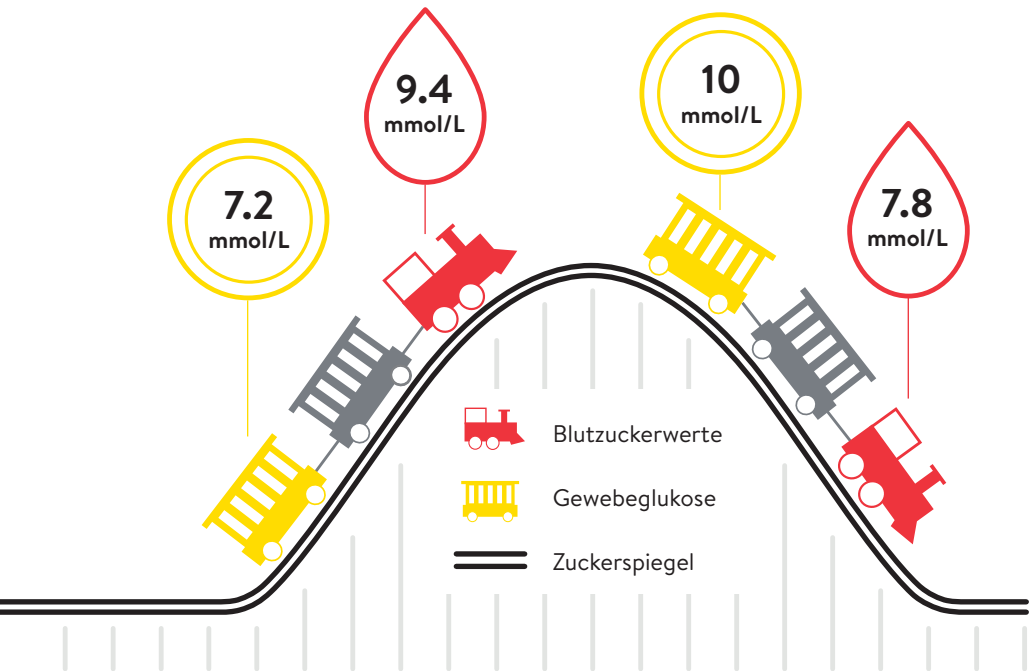 9.4
mmol/L
10
mmol/L
7.2
mmol/L
7.8
mmol/L
Blutzuckerwerte
Gewebeglukose
Zuckerspiegel